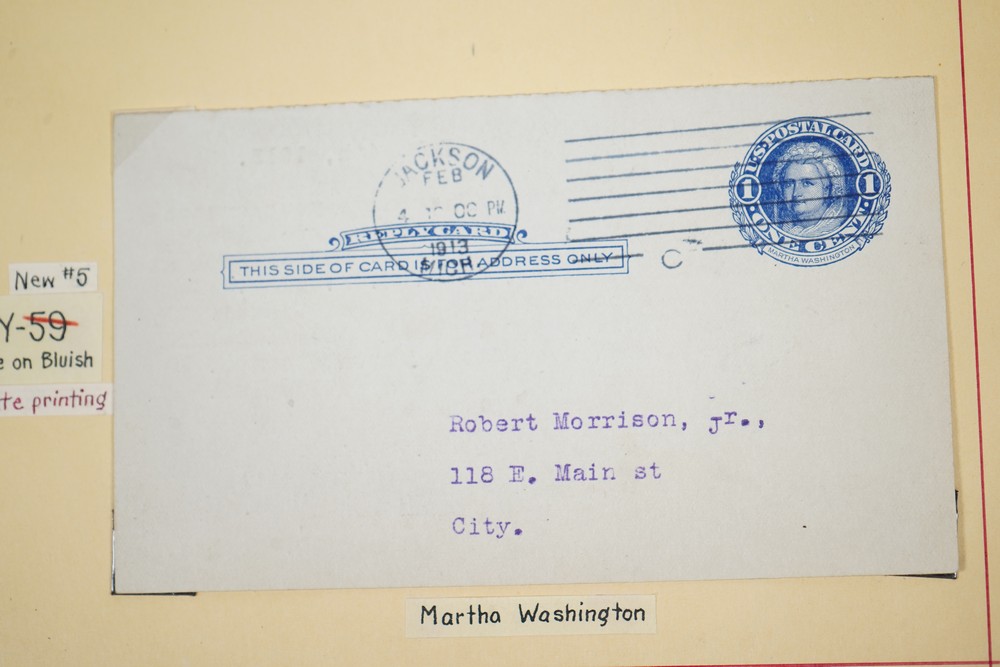 JACKSON
FEB
4 OO PM
1913
MICH.
U.S. POSTAL CARD
1 1
ONE CENT
MARTHA WASHINGTON
REPLY CARD
THIS SIDE OF CARD IS FOR ADDRESS ONLY
C
New #5
Y-59
e on Bluish
te printing
Robert Morrison, Jr.,
118 E. Main st
City.
Martha Washington